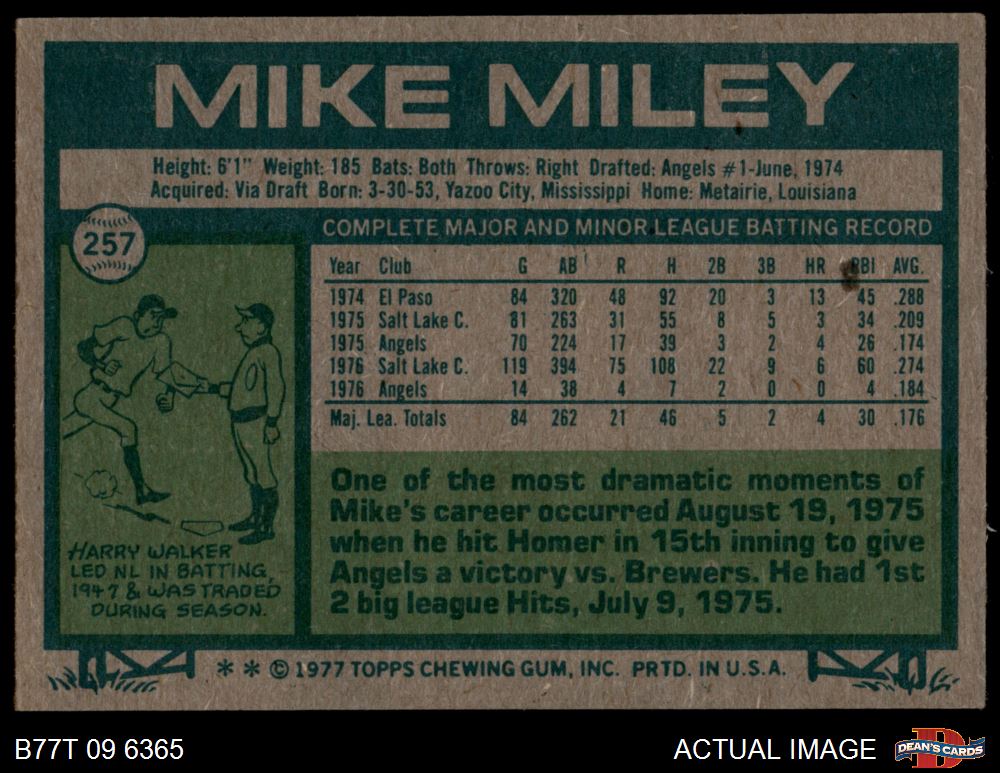 MIKE MILEY
Height: 6'1" Weight: 185 Bats: Both Throws: Right Drafted: Angels #1-June, 1974
Acquired: Via Draft Born: 3-30-53, Yazoo City, Mississippi Home: Metairie, Louisiana
257
COMPLETE MAJOR AND MINOR LEAGUE BATTING RECORD
Year Club G AB R H 2B 3B HR RBI AVG.
1974 El Paso 84 320 48 92 20 3 13 45 .288
1975 Salt Lake C. 81 263 31 55 8 5 3 34 .209
1975 Angels 70 224 17 39 3 2 4 26 .174
1976 Salt Lake C. 119 394 75 108 22 9 6 60 .274
1976 Angels 14 38 4 7 2 0 0 4 .184
Maj. Lea. Totals 84 262 21 46 5 2 4 30 .176
HARRY WALKER
LED NL IN BATTING,
1947 & WAS TRADED
DURING SEASON.
One of the most dramatic moments of
Mike's career occurred August 19, 1975
when he hit Homer in 15th inning to give
Angels a victory vs. Brewers. He had 1st
2 big league Hits, July 9, 1975.
* * © 1977 TOPPS CHEWING GUM, INC. PRTD. IN U.S.A.
B77T 09 6365
ACTUAL IMAGE
DEAN'S CARDS